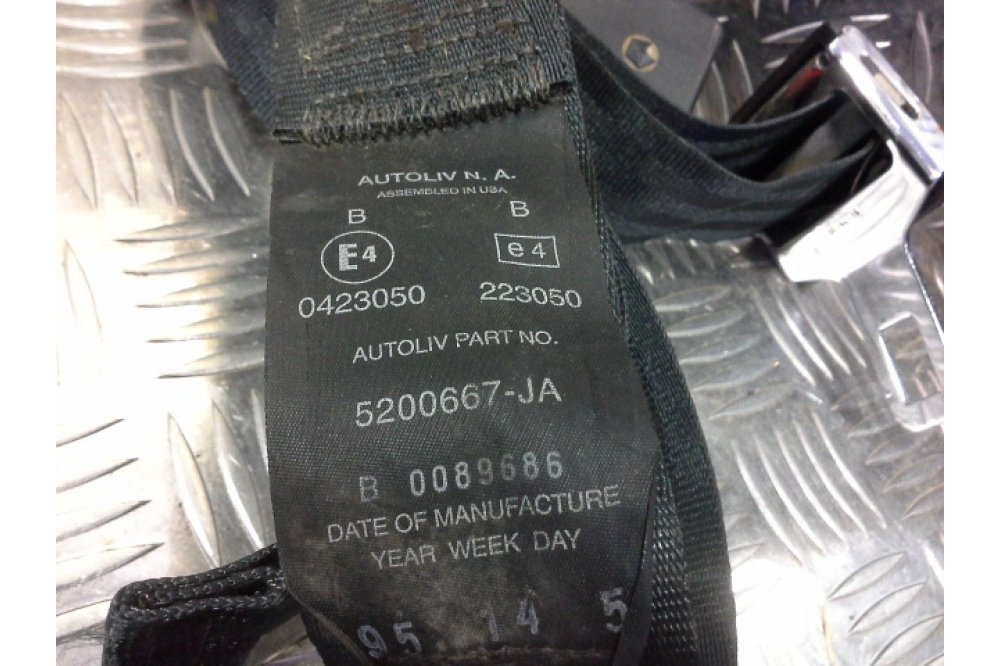 AUTOLIV N. A.
ASSEMBLED IN USA
B B
E4 e4
0423050 223050
AUTOLIV PART NO.
5200667-JA
B 0089686
DATE OF MANUFACTURE
YEAR WEEK DAY
95 14 5